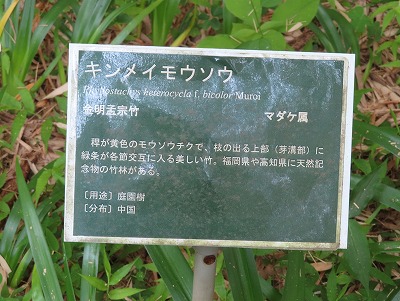 キンメイモウソウ
Phyllostachys heterocycla f. bicolor Muroi
金明孟宗竹 マダケ属
稈が黄色のモウソウチクで、枝の出る上部(芽溝部)に
緑条が各節交互に入る美しい竹。福岡県や高知県に天然記
念物の竹林がある。
〔用途〕庭園樹
〔分布〕中国